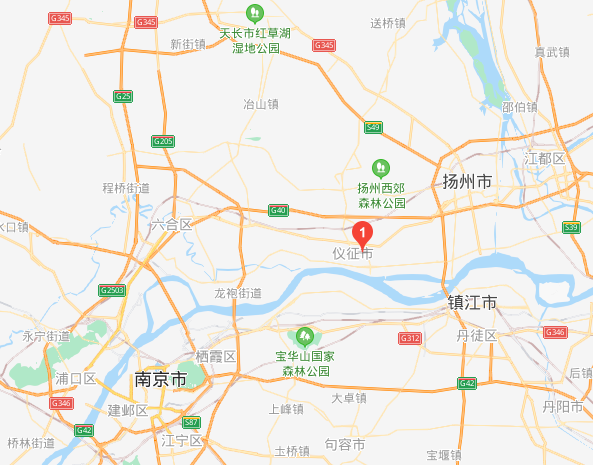 G345
G345
送桥镇
天长市红草湖
湿地公园
新街镇
G345
真武镇
G25
冶山镇
邵伯镇
S49
G205
江都区
扬州市
扬州西郊
森林公园
程桥街道
G40
六合区
水口镇
S39
1
仪征市
G2503
龙袍街道
镇江市
永宁街道
丹徒区
G312
G346
栖霞区
宝华山国家
森林公园
后镇
浦口区
南京市
G42
大卓镇
G346
建邺区
上峰镇
丹阳市
S87
G42
江宁区
桥林街道
句容市
土桥镇
宝堰镇